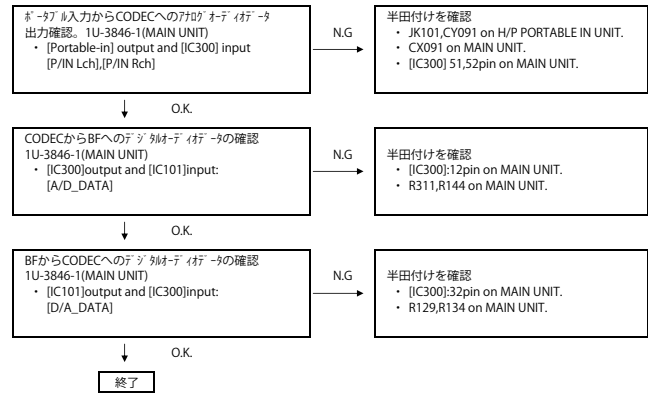 ﾎﾟｰﾀﾌﾞﾙ入力からCODECへのｱﾅﾛｸﾞｵｰﾃﾞｨｵﾃﾞｰﾀ
出力確認。1U-3846-1(MAIN UNIT)
・ [Portable-in] output and [IC300] input
[P/IN Lch],[P/IN Rch]
N.G
半田付けを確認
・ JK101,CY091 on H/P PORTABLE IN UNIT.
・ CX091 on MAIN UNIT.
・ [IC300] 51,52pin on MAIN UNIT.
O.K.
CODECからBFへのﾃﾞｼﾞﾀﾙｵｰﾃﾞｨｵﾃﾞｰﾀの確認
1U-3846-1(MAIN UNIT)
・ [IC300]output and [IC101]input:
[A/D_DATA]
N.G
半田付けを確認
・ [IC300]:12pin on MAIN UNIT.
・ R311,R144 on MAIN UNIT.
O.K.
BFからCODECへのﾃﾞｼﾞﾀﾙｵｰﾃﾞｨｵﾃﾞｰﾀの確認
1U-3846-1(MAIN UNIT)
・ [IC101]output and [IC300]input:
[D/A_DATA]
N.G
半田付けを確認
・ [IC300]:32pin on MAIN UNIT.
・ R129,R134 on MAIN UNIT.
O.K.
終了